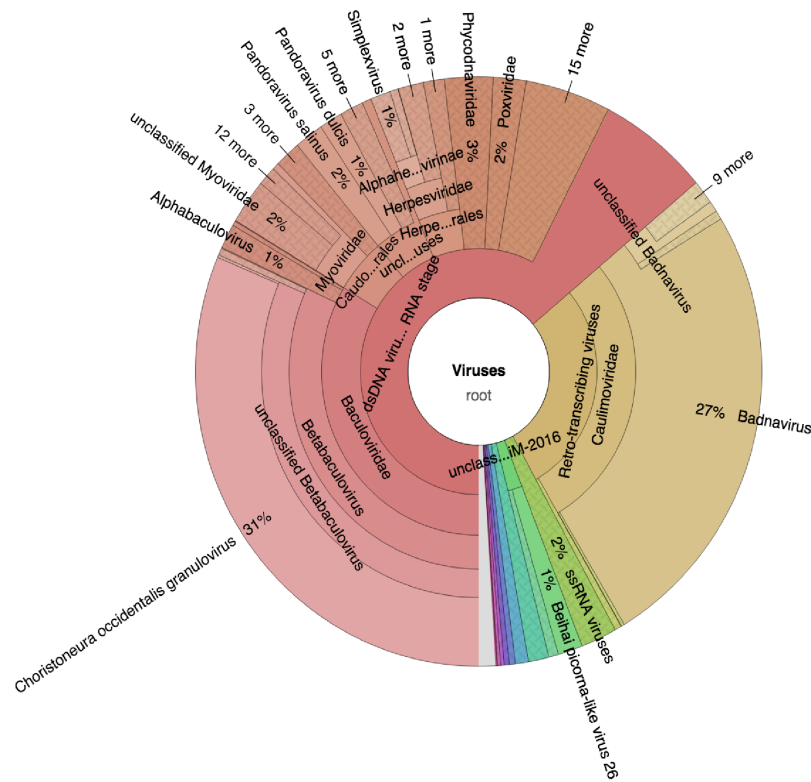 Simplexvirus
1%
2 more
1 more
Phycodnaviridae
3%
Poxviridae
2%
15 more
5 more
Pandoravirus dulcis
1%
Pandoravirus salinus
2%
3 more
12 more
unclassified Myoviridae
2%
Alphabaculovirus
1%
Alphahe...virinae
Herpesviridae
Herpe...rales
uncl...uses
Caudo...rales
Myoviridae
dsDNA viru... RNA stage
unclassified Badnavirus
9 more
Viruses
root
Retro-transcribing viruses
Caulimoviridae
27% Badnavirus
Baculoviridae
Betabaculovirus
unclassified Betabaculovirus
Choristoneura occidentalis granulovirus 31%
unclass...iM-2016
2% ssRNA viruses
1% Beihai picorna-like virus 26